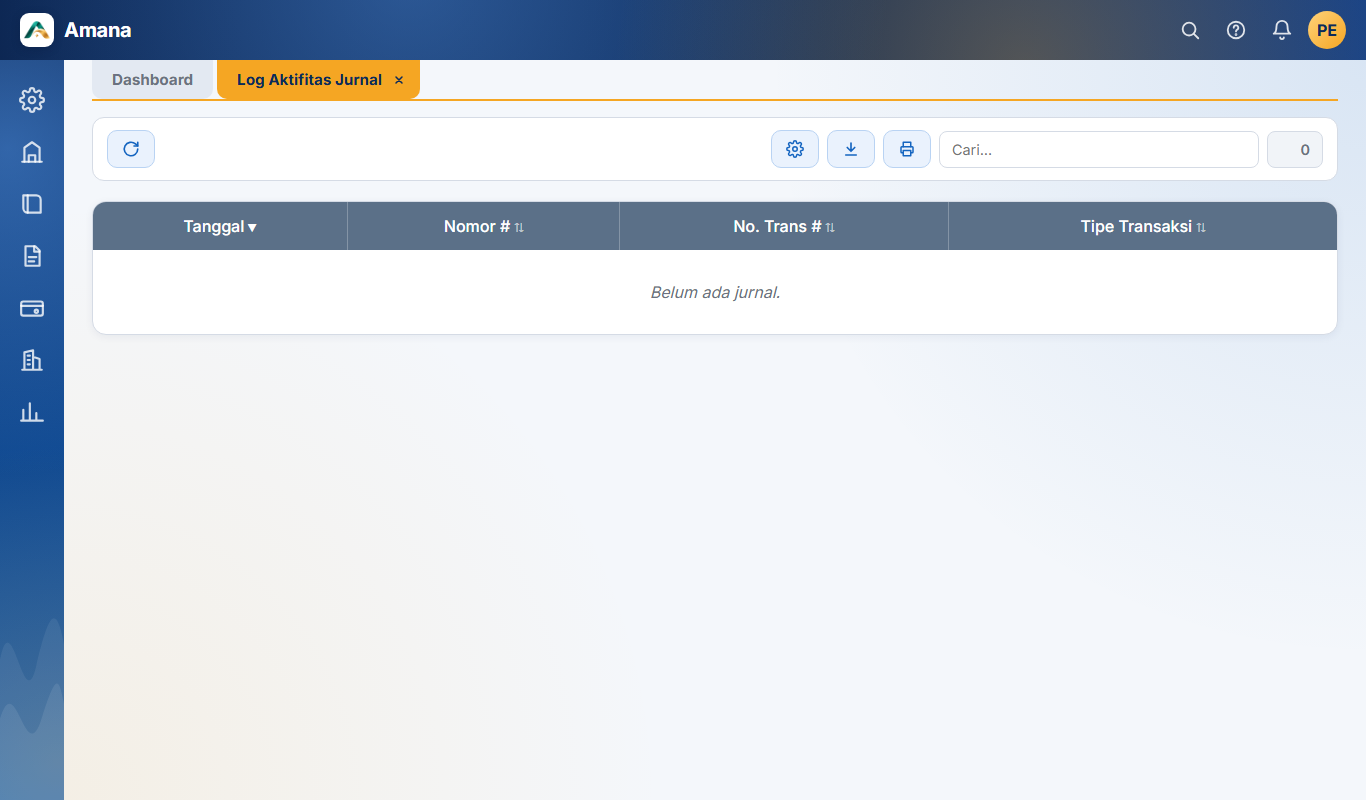 Amana
PE
Dashboard
Log Aktifitas Jurnal ×
Cari...
0
Tanggal ▾ Nomor # ⇅ No. Trans # ⇅ Tipe Transaksi ⇅
Belum ada jurnal.